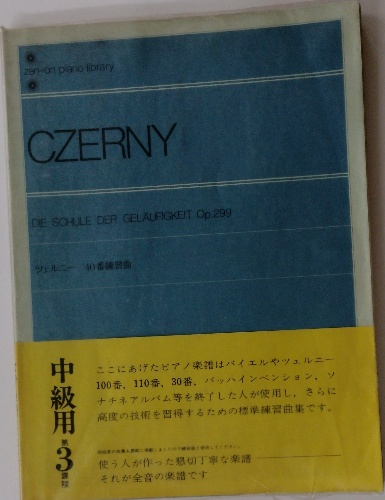 zen-on piano library
CZERNY
DIE SCHULE DER GELÄUFIGKEIT Op.299
ツェルニー 40番練習曲
中級用
第3課程
ここにあげたピアノ楽譜はバイエルやツェルニー
100番、110番、30番、バッハインベンション、ソ
ナチネアルバム等を終了した人が使用し、さらに
高度の技術を習得するための標準練習曲集です。
使う人が作った懇切丁寧な楽譜
それが全音の楽譜です